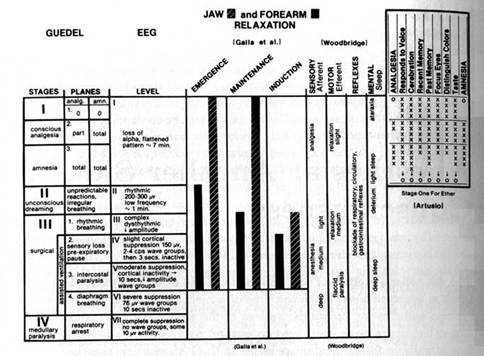 JAW and FOREARM
RELAXATION
GUEDEL
EEG
(Galla et al.)
(Woodbridge)
EMERGENCE
MAINTENANCE
INDUCTION
SENSORY
Afferent
MOTOR
Efferent
REFLEXES
MENTAL
Sleep
STAGES
PLANES
LEVEL
I
conscious
analgesia
amnesia
analg. amn.
1. 0 0
2.
part total
3.
total total
I
loss of
alpha, flattened
pattern ~ 7 min.
II
unconscious
dreaming
unpredictable
reactions,
irregular
breathing
II rhythmic
200-300 µv
low frequency
~ 1 min.
III
surgical
assisted ventilation
1. rhythmic
breathing
III complex
dysthythmic
↓ amplitude
2.
sensory loss
pre expiratory
pause
IV slight cortical
suppression 150 µv,
2-4 cps wave groups,
then 3 secs. inactive
3. intercostal
paralysis
V moderate suppression,
cortical inactivity →
10 secs, ↓ amplitude
wave groups
4. diaphragm
breathing
VI severe suppression
76 µv wave groups
10 secs inactive
IV
medullary
paralysis
respiratory
arrest
VII complete suppression
no wave groups, some
10 µv activity.
analgesia
anesthesia
light
medium
deep
relaxation
slight
relaxation
medium
flaccid
paralysis
blockade of respiratory, circulatory,
gastrointestinal reflexes
ataraxia
light sleep
delerium
deep sleep
(Galla et al.)
(Woodbridge)
ANALGESIA
Responds to Voice
Cerebration
Recent Memory
Past Memory
Focus Eyes
Distinguish Colors
Taste
AMNESIA
Stage One For Ether
(Artusio)